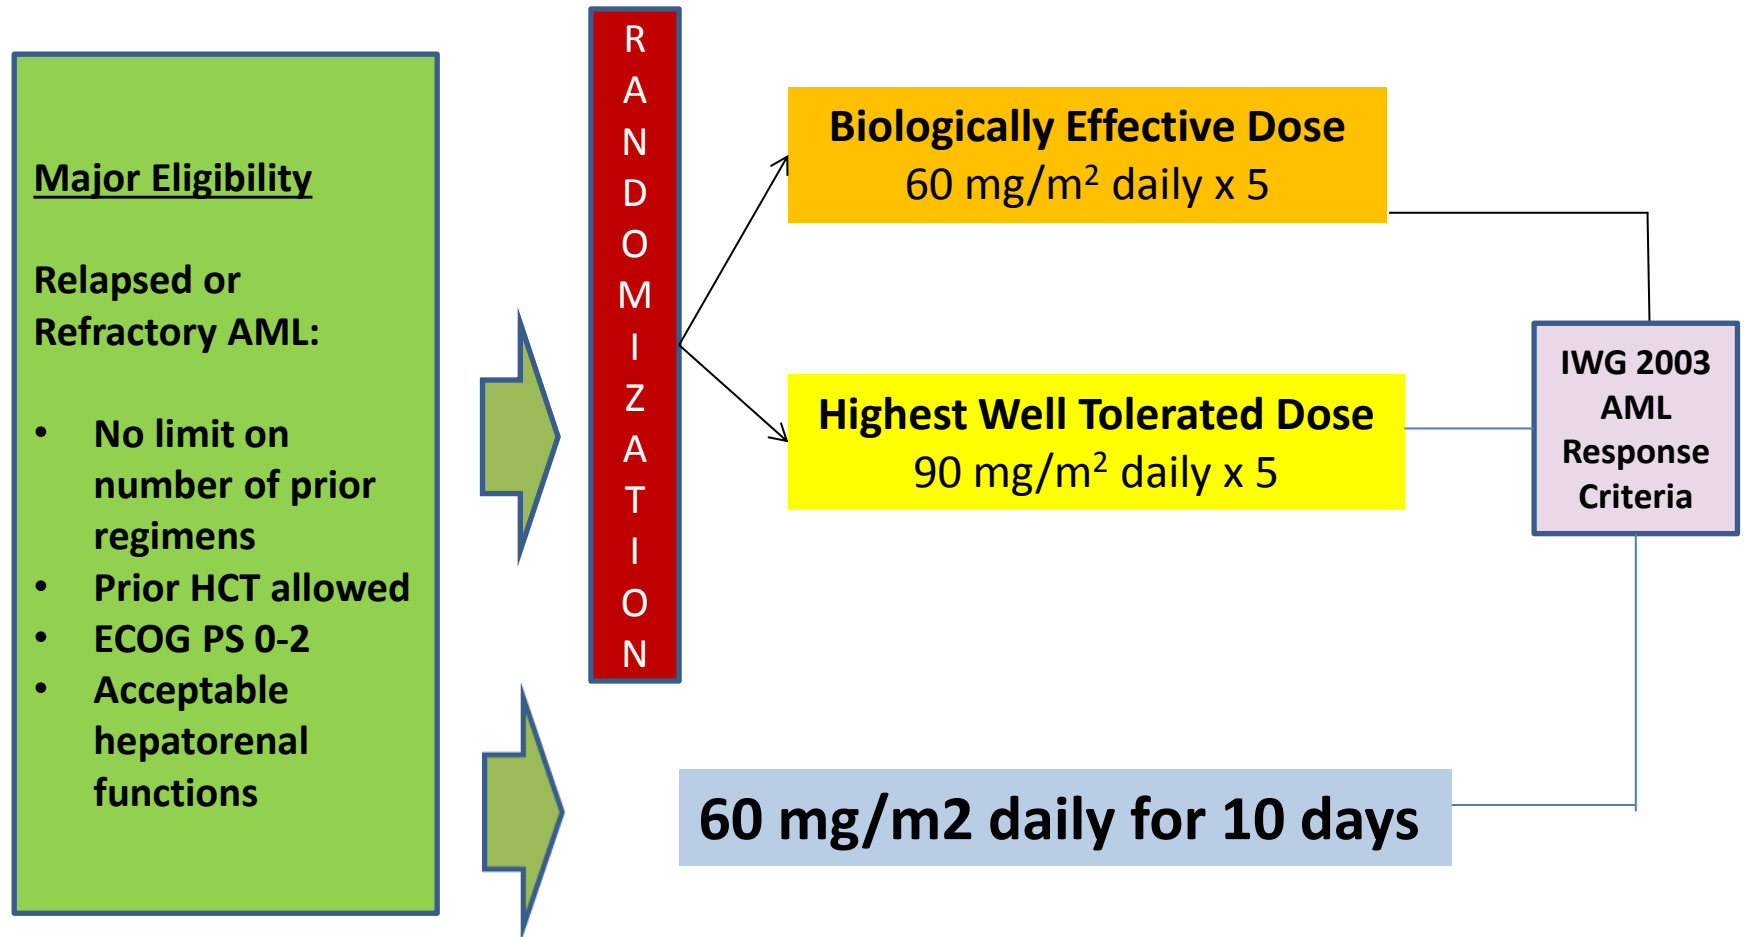 Major Eligibility
Relapsed or
Refractory AML:
• No limit on
number of prior
regimens
• Prior HCT allowed
• ECOG PS 0-2
• Acceptable
hepatorenal
functions
R
A
N
D
O
M
I
Z
A
T
I
O
N
Biologically Effective Dose
60 mg/m² daily x 5
Highest Well Tolerated Dose
90 mg/m² daily x 5
60 mg/m2 daily for 10 days
IWG 2003
AML
Response
Criteria